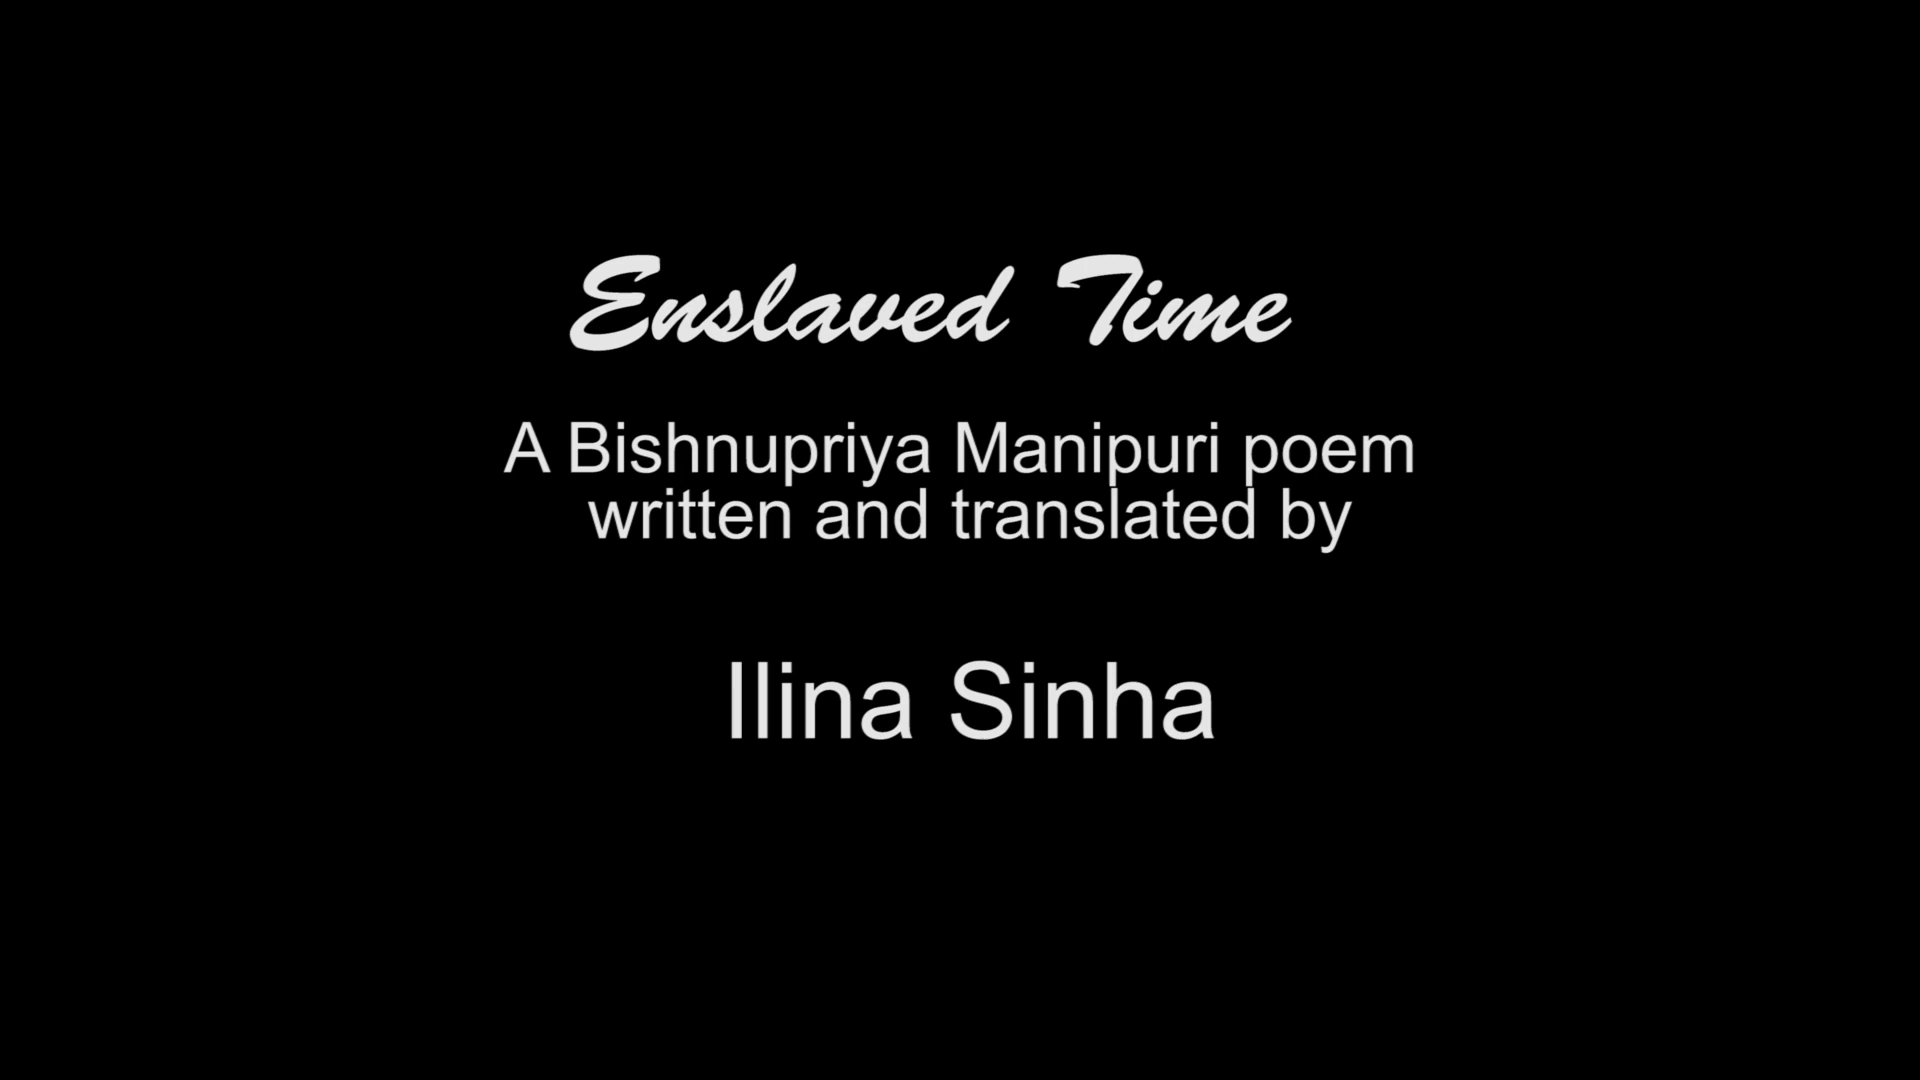 Enslaved Time
A Bishnupriya Manipuri poem
written and translated by
Ilina Sinha